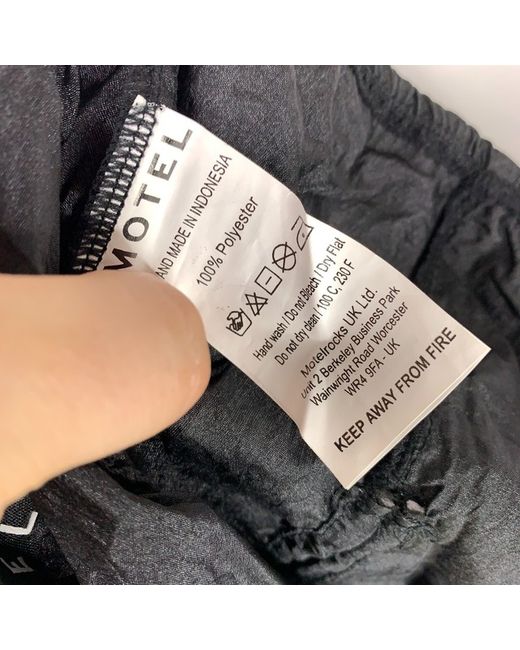 MOTEL
AND MADE IN INDONESIA
100% Polyester
Hand wash / Do not Bleach / Dry Flat
Do not dry clean / 100 C, 230 F
Motelrocks UK Ltd.
Unit 2 Berkeley Business Park
Wainwright Road Worcester
WR4 9FA - UK
KEEP AWAY FROM FIRE
E L